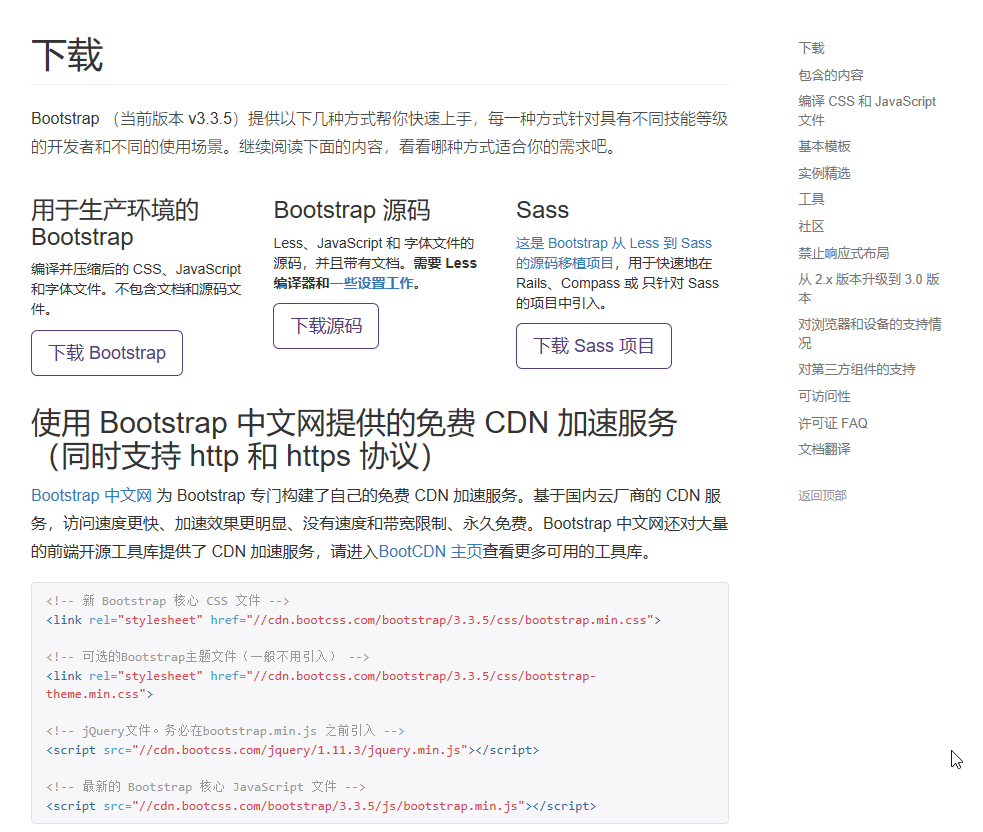 下载
Bootstrap （当前版本 v3.3.5）提供以下几种方式帮你快速上手，每一种方式针对具有不同技能等级
的开发者和不同的使用场景。继续阅读下面的内容，看看哪种方式适合你的需求吧。
用于生产环境的
Bootstrap
编译并压缩后的 CSS、JavaScript
和字体文件。不包含文档和源码文
件。
下载 Bootstrap
Bootstrap 源码
Less、JavaScript 和 字体文件的
源码，并且带有文档。需要 Less
编译器和一些设置工作。
下载源码
Sass
这是 Bootstrap 从 Less 到 Sass
的源码移植项目，用于快速地在
Rails、Compass 或 只针对 Sass
的项目中引入。
下载 Sass 项目
使用 Bootstrap 中文网提供的免费 CDN 加速服务
（同时支持 http 和 https 协议）
Bootstrap 中文网 为 Bootstrap 专门构建了自己的免费 CDN 加速服务。基于国内云厂商的 CDN 服
务，访问速度更快、加速效果更明显、没有速度和带宽限制、永久免费。Bootstrap 中文网还对大量
的前端开源工具库提供了 CDN 加速服务，请进入BootCDN 主页查看更多可用的工具库。
<!-- 新 Bootstrap 核心 CSS 文件 -->
<link rel="stylesheet" href="//cdn.bootcss.com/bootstrap/3.3.5/css/bootstrap.min.css">
<!-- 可选的Bootstrap主题文件（一般不用引入） -->
<link rel="stylesheet" href="//cdn.bootcss.com/bootstrap/3.3.5/css/bootstrap-
theme.min.css">
<!-- jQuery文件。务必在bootstrap.min.js 之前引入 -->
<script src="//cdn.bootcss.com/jquery/1.11.3/jquery.min.js"></script>
<!-- 最新的 Bootstrap 核心 JavaScript 文件 -->
<script src="//cdn.bootcss.com/bootstrap/3.3.5/js/bootstrap.min.js"></script>
下载
包含的内容
编译 CSS 和 JavaScript
文件
基本模板
实例精选
工具
社区
禁止响应式布局
从 2.x 版本升级到 3.0 版
本
对浏览器和设备的支持情
况
对第三方组件的支持
可访问性
许可证 FAQ
文档翻译
返回顶部